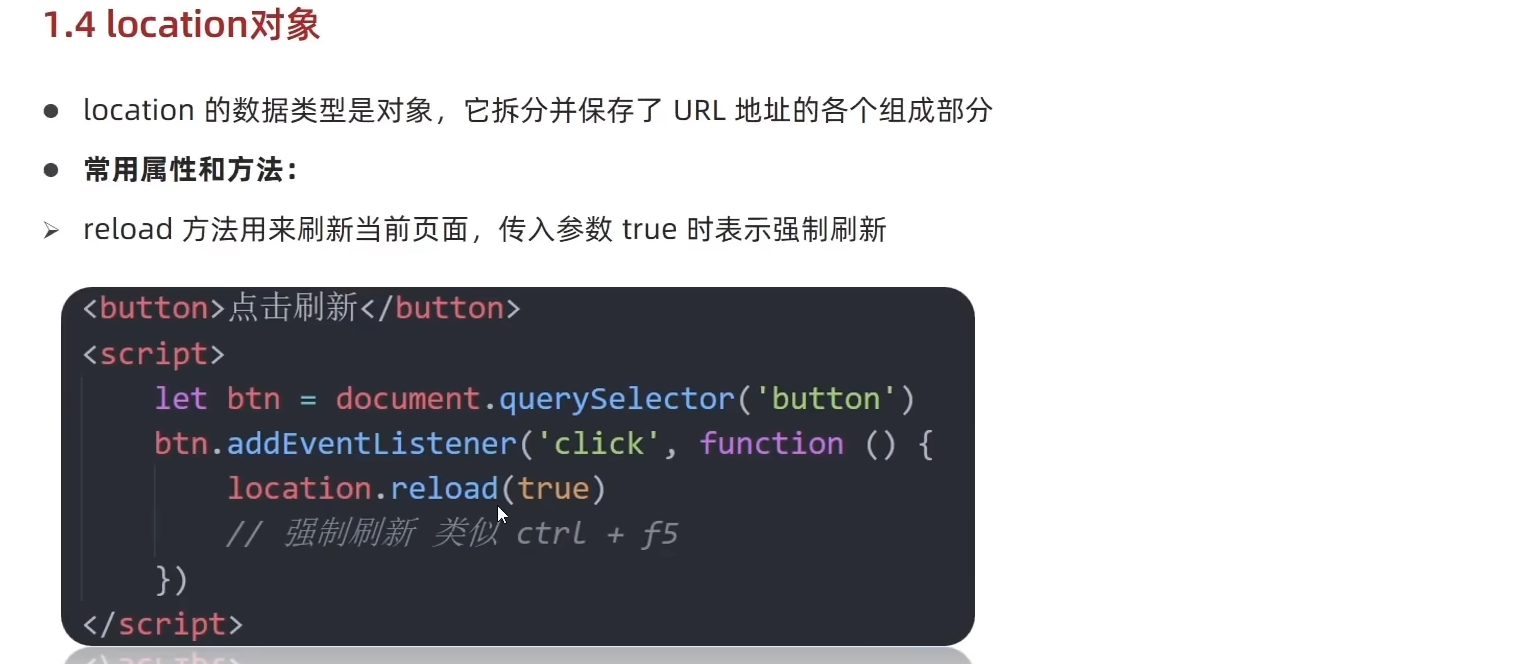 1.4 location对象
● location 的数据类型是对象，它拆分并保存了 URL 地址的各个组成部分
● 常用属性和方法：
➢ reload 方法用来刷新当前页面，传入参数 true 时表示强制刷新
<button>点击刷新</button>
<script>
    let btn = document.querySelector('button')
    btn.addEventListener('click', function () {
        location.reload(true)
        // 强制刷新 类似 ctrl + f5
    })
</script>